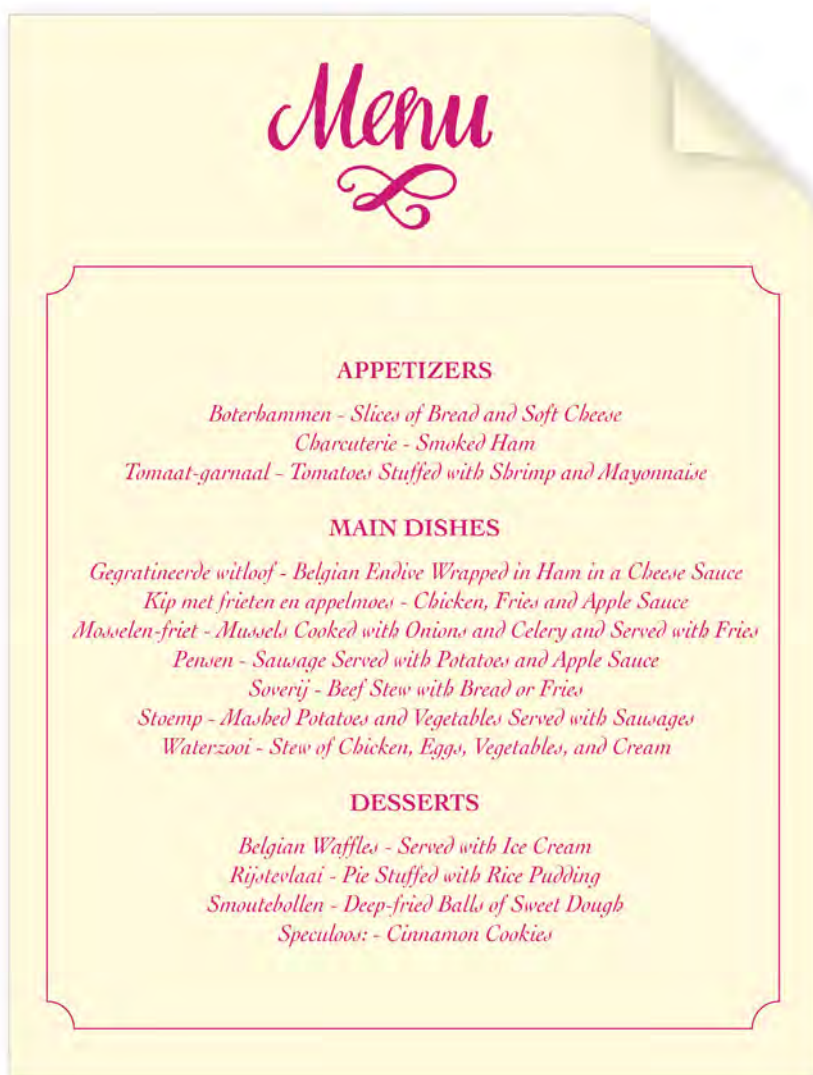 Menu
APPETIZERS
Boterhammen - Slices of Bread and Soft Cheese
Charcuterie - Smoked Ham
Tomaat-garnaal - Tomatoes Stuffed with Shrimp and Mayonnaise
MAIN DISHES
Gegratineerde witloof - Belgian Endive Wrapped in Ham in a Cheese Sauce
Kip met frieten en appelmoes - Chicken, Fries and Apple Sauce
Mosselen-friet - Mussels Cooked with Onions and Celery and Served with Fries
Pensen - Sausage Served with Potatoes and Apple Sauce
Soverij - Beef Stew with Bread or Fries
Stoemp - Mashed Potatoes and Vegetables Served with Sausages
Waterzooi - Stew of Chicken, Eggs, Vegetables, and Cream
DESSERTS
Belgian Waffles - Served with Ice Cream
Rijstevlaai - Pie Stuffed with Rice Pudding
Smoutebollen - Deep-fried Balls of Sweet Dough
Speculoos: - Cinnamon Cookies